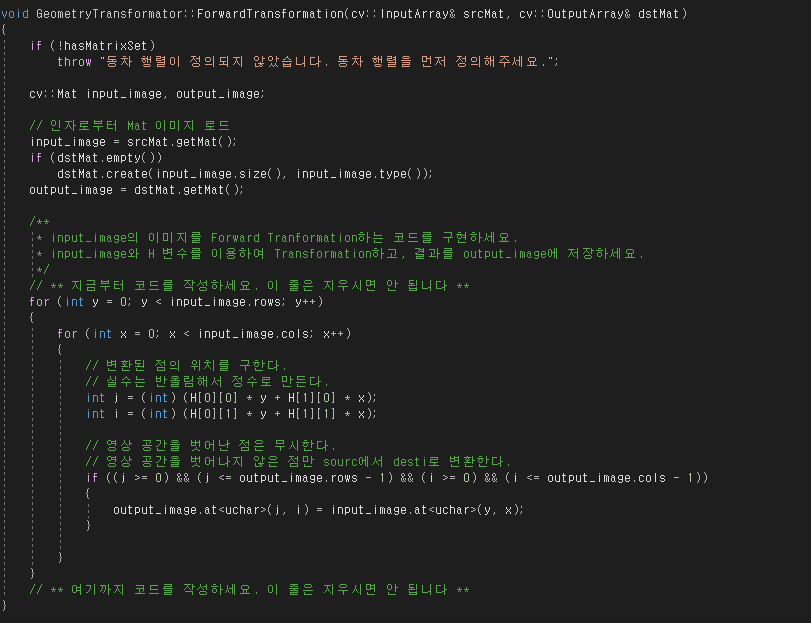 void GeometryTransformator::ForwardTransformation(cv::InputArray& srcMat, cv::OutputArray& dstMat)
{
    if (!hasMatrixSet)
        throw "동차 행렬이 정의되지 않았습니다. 동차 행렬을 먼저 정의해주세요.";

    cv::Mat input_image, output_image;

    // 인자로부터 Mat 이미지 로드
    input_image = srcMat.getMat();
    if (dstMat.empty())
        dstMat.create(input_image.size(), input_image.type());
    output_image = dstMat.getMat();

    /**
     * input_image의 이미지를 Forward Tranformation하는 코드를 구현하세요.
     * input_image와 H 변수를 이용하여 Transformation하고, 결과를 output_image에 저장하세요.
     */
    // ** 지금부터 코드를 작성하세요. 이 줄은 지우시면 안 됩니다 **
    for (int y = 0; y < input_image.rows; y++)
    {
        for (int x = 0; x < input_image.cols; x++)
        {
            // 변환된 점의 위치를 구한다.
            // 실수는 반올림해서 정수로 만든다.
            int j = (int) (H[0][0] * y + H[1][0] * x);
            int i = (int) (H[0][1] * y + H[1][1] * x);

            // 영상 공간을 벗어난 점은 무시한다.
            // 영상 공간을 벗어나지 않은 점만 sourc에서 desti로 변환한다.
            if ((j >= 0) && (j <= output_image.rows - 1) && (i >= 0) && (i <= output_image.cols - 1))
            {
                output_image.at<uchar>(j, i) = input_image.at<uchar>(y, x);
            }

        }
    }
    // ** 여기까지 코드를 작성하세요. 이 줄은 지우시면 안 됩니다 **
}